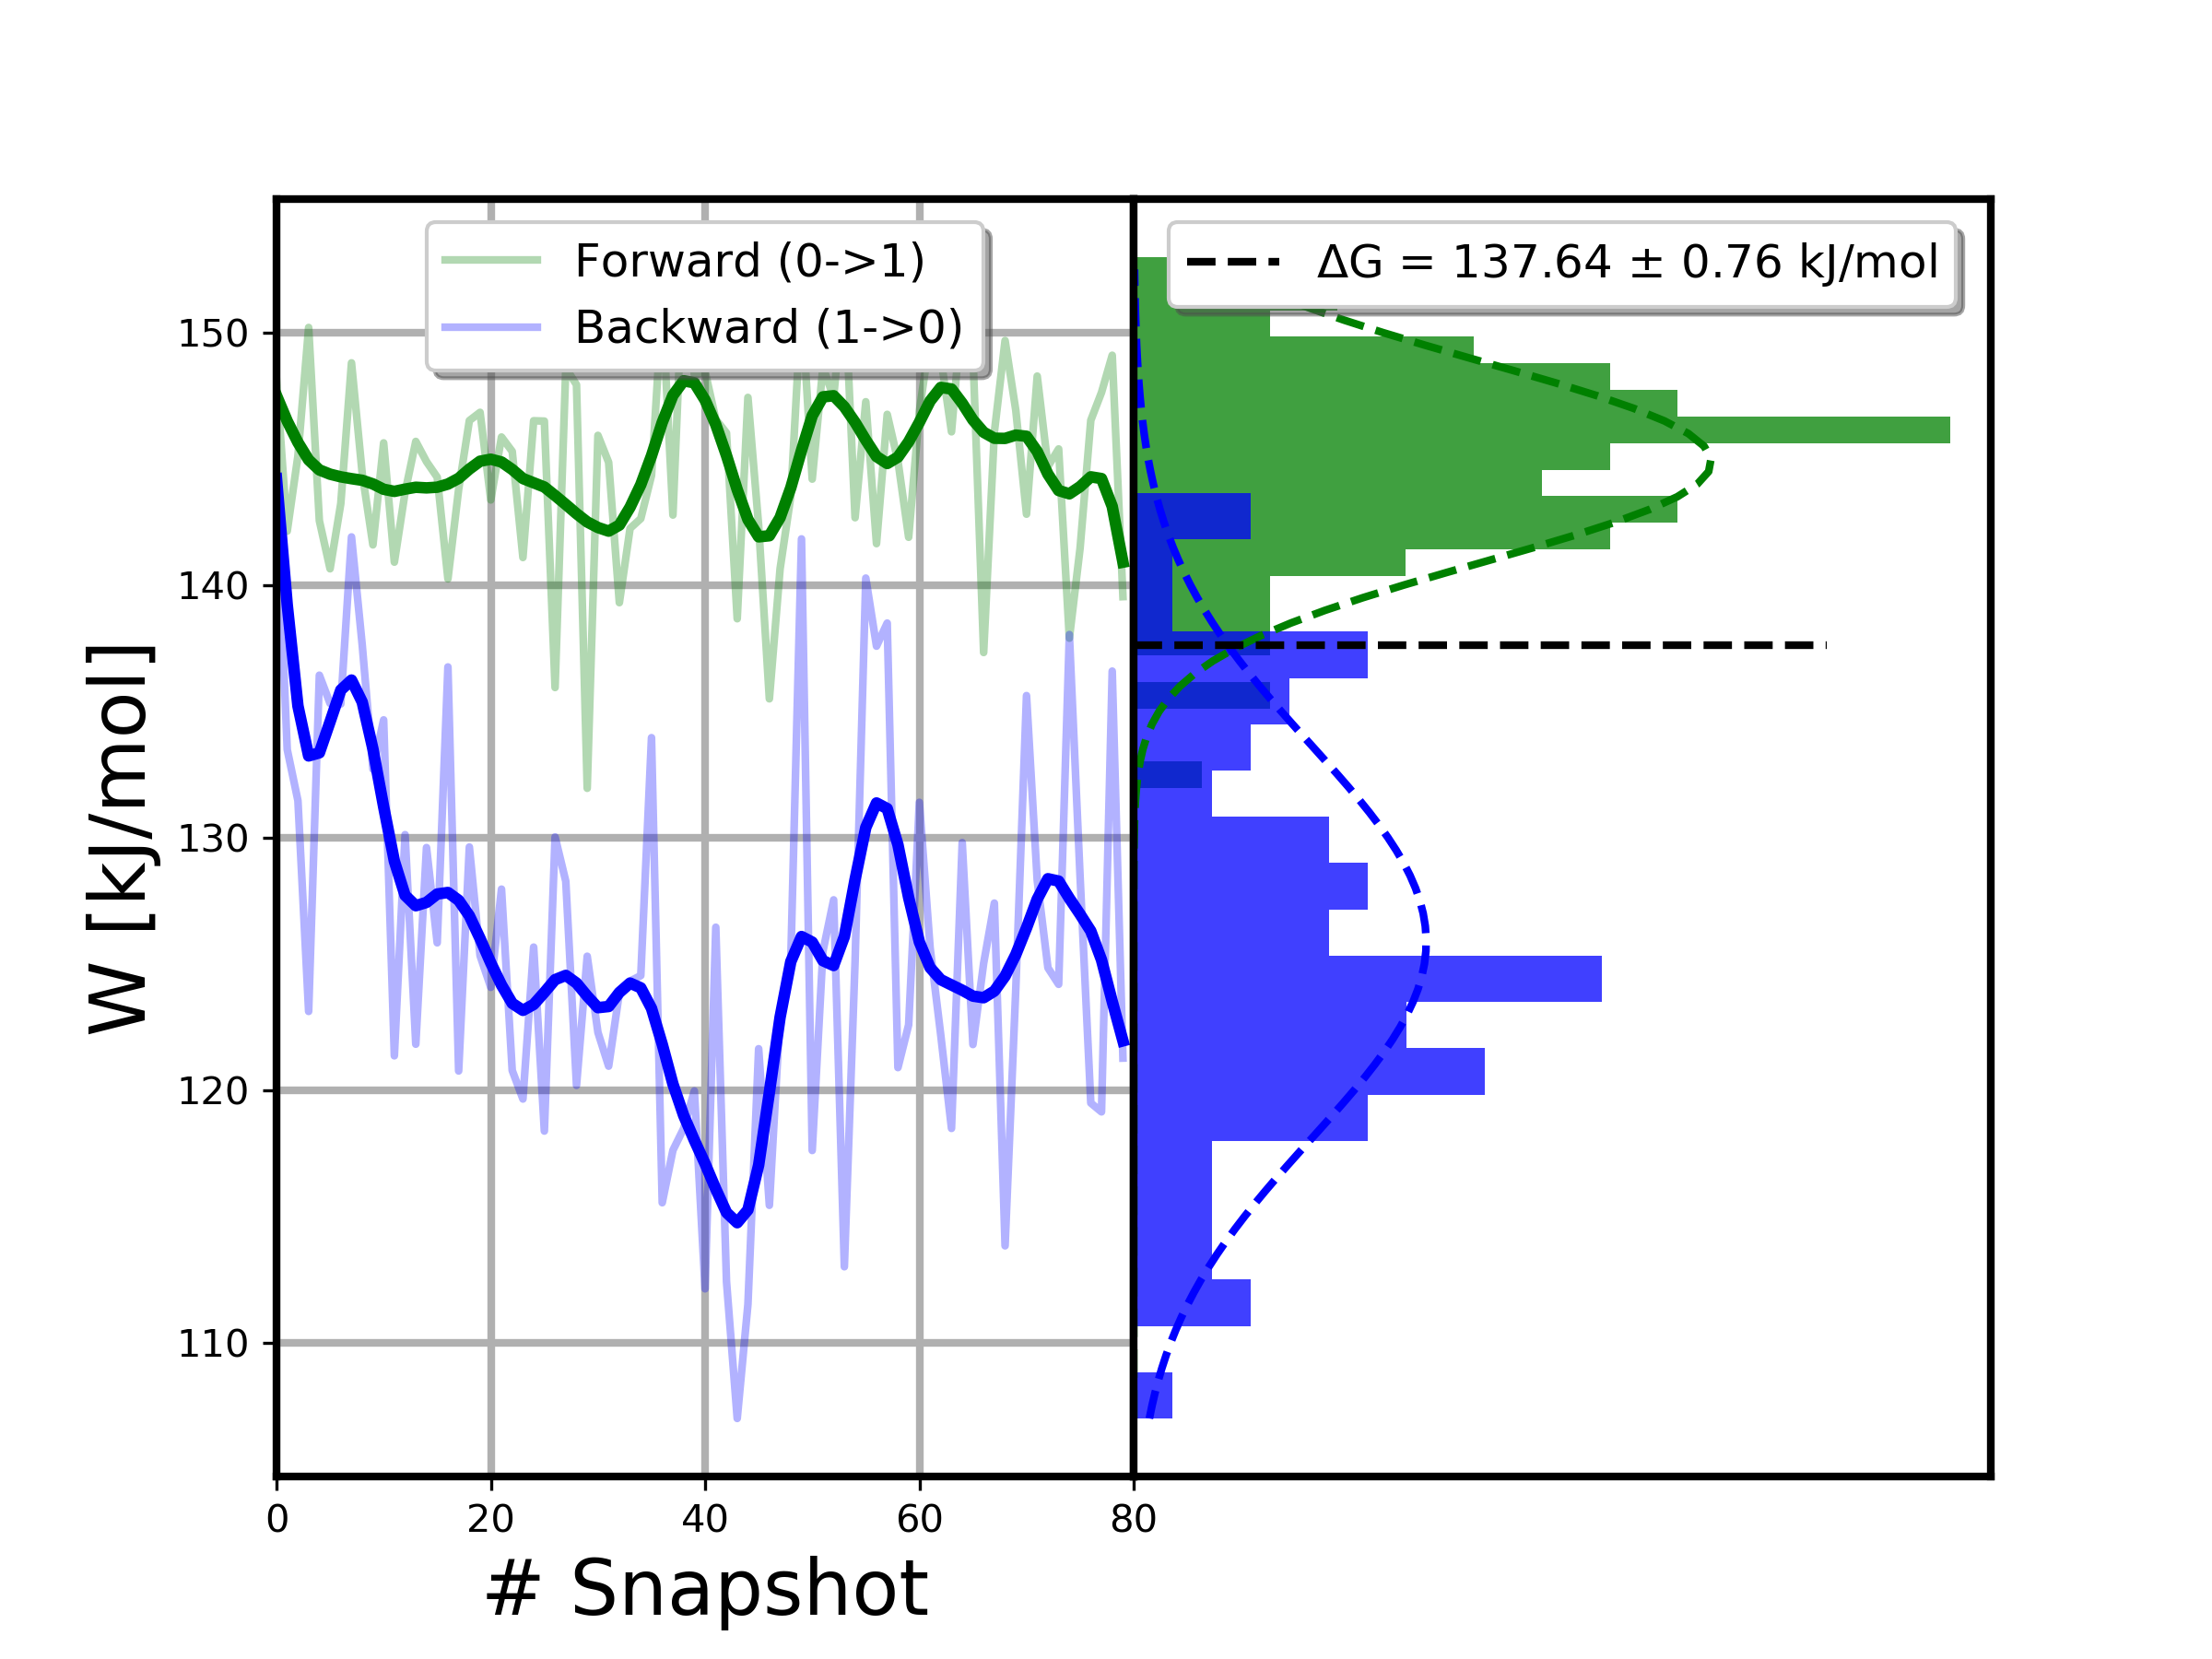 Forward (0->1)
Backward (1->0)
ΔG = 137.64 ± 0.76 kJ/mol
150
140
130
120
110
W [kJ/mol]
0 20 40 60 80
# Snapshot